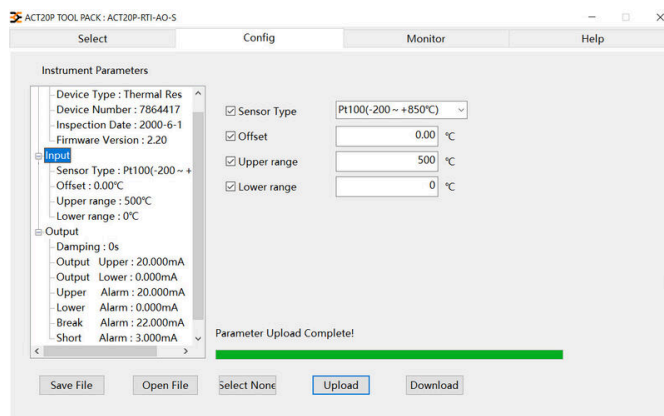 ACT20P TOOL PACK : ACT20P-RTI-AO-S
Select Config Monitor Help
Instrument Parameters
Device Type : Thermal Res
Device Number : 7864417
Inspection Date : 2000-6-1
Firmware Version : 2.20
Input
Sensor Type : Pt100(-200 ~ +
Offset : 0.00℃
Upper range : 500℃
Lower range : 0℃
Output
Damping : 0s
Output Upper : 20.000mA
Output Lower : 0.000mA
Upper Alarm : 20.000mA
Lower Alarm : 0.000mA
Break Alarm : 22.000mA
Short Alarm : 3.000mA
Sensor Type Pt100(-200 ~ +850℃)
Offset 0.00 ℃
Upper range 500 ℃
Lower range 0 ℃
Parameter Upload Complete!
Save File Open File Select None Upload Download